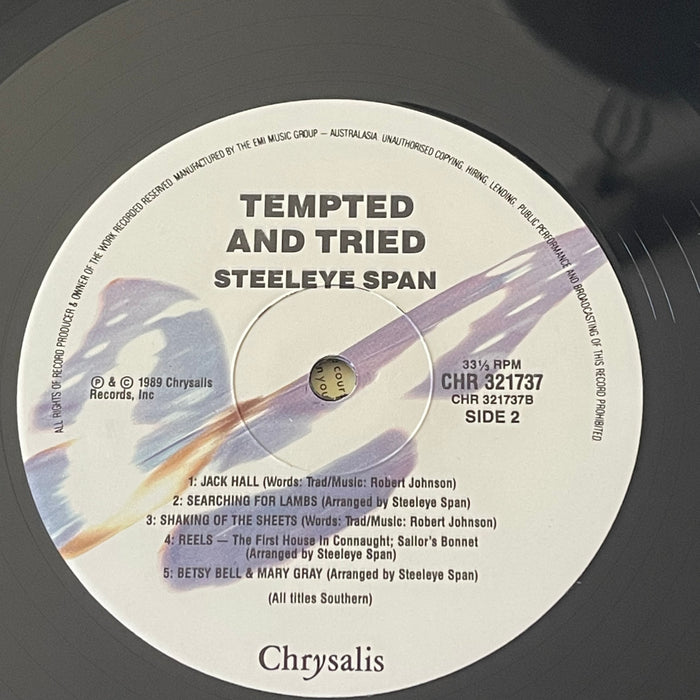 ALL RIGHTS OF RECORD PRODUCER & OWNER OF THE WORK RECORDED RESERVED. MANUFACTURED BY THE EMI MUSIC GROUP – AUSTRALASIA. UNAUTHORISED COPYING, HIRING, LENDING, PUBLIC PERFORMANCE AND BROADCASTING OF THIS RECORD PROHIBITED
TEMPTED
AND TRIED
STEELEYE SPAN
Ⓟ & © 1989 Chrysalis
Records, Inc
33⅓ RPM
CHR 321737
CHR 321737B
SIDE 2
1: JACK HALL (Words: Trad/Music: Robert Johnson)
2: SEARCHING FOR LAMBS (Arranged by Steeleye Span)
3: SHAKING OF THE SHEETS (Words: Trad/Music: Robert Johnson)
4: REELS — The First House In Connaught; Sailor's Bonnet
(Arranged by Steeleye Span)
5: BETSY BELL & MARY GRAY (Arranged by Steeleye Span)
(All titles Southern)
Chrysalis